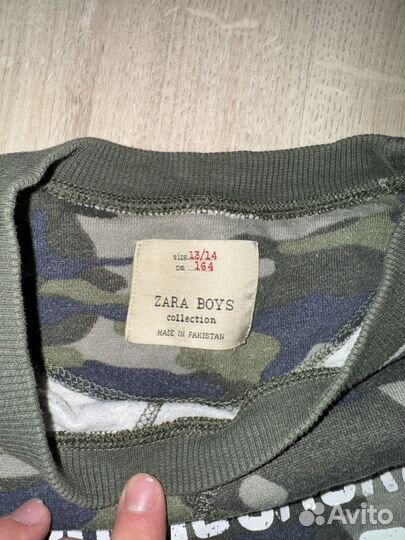 size...13/14
cm ...164
ZARA BOYS
collection
MADE IN PAKISTAN
Avito